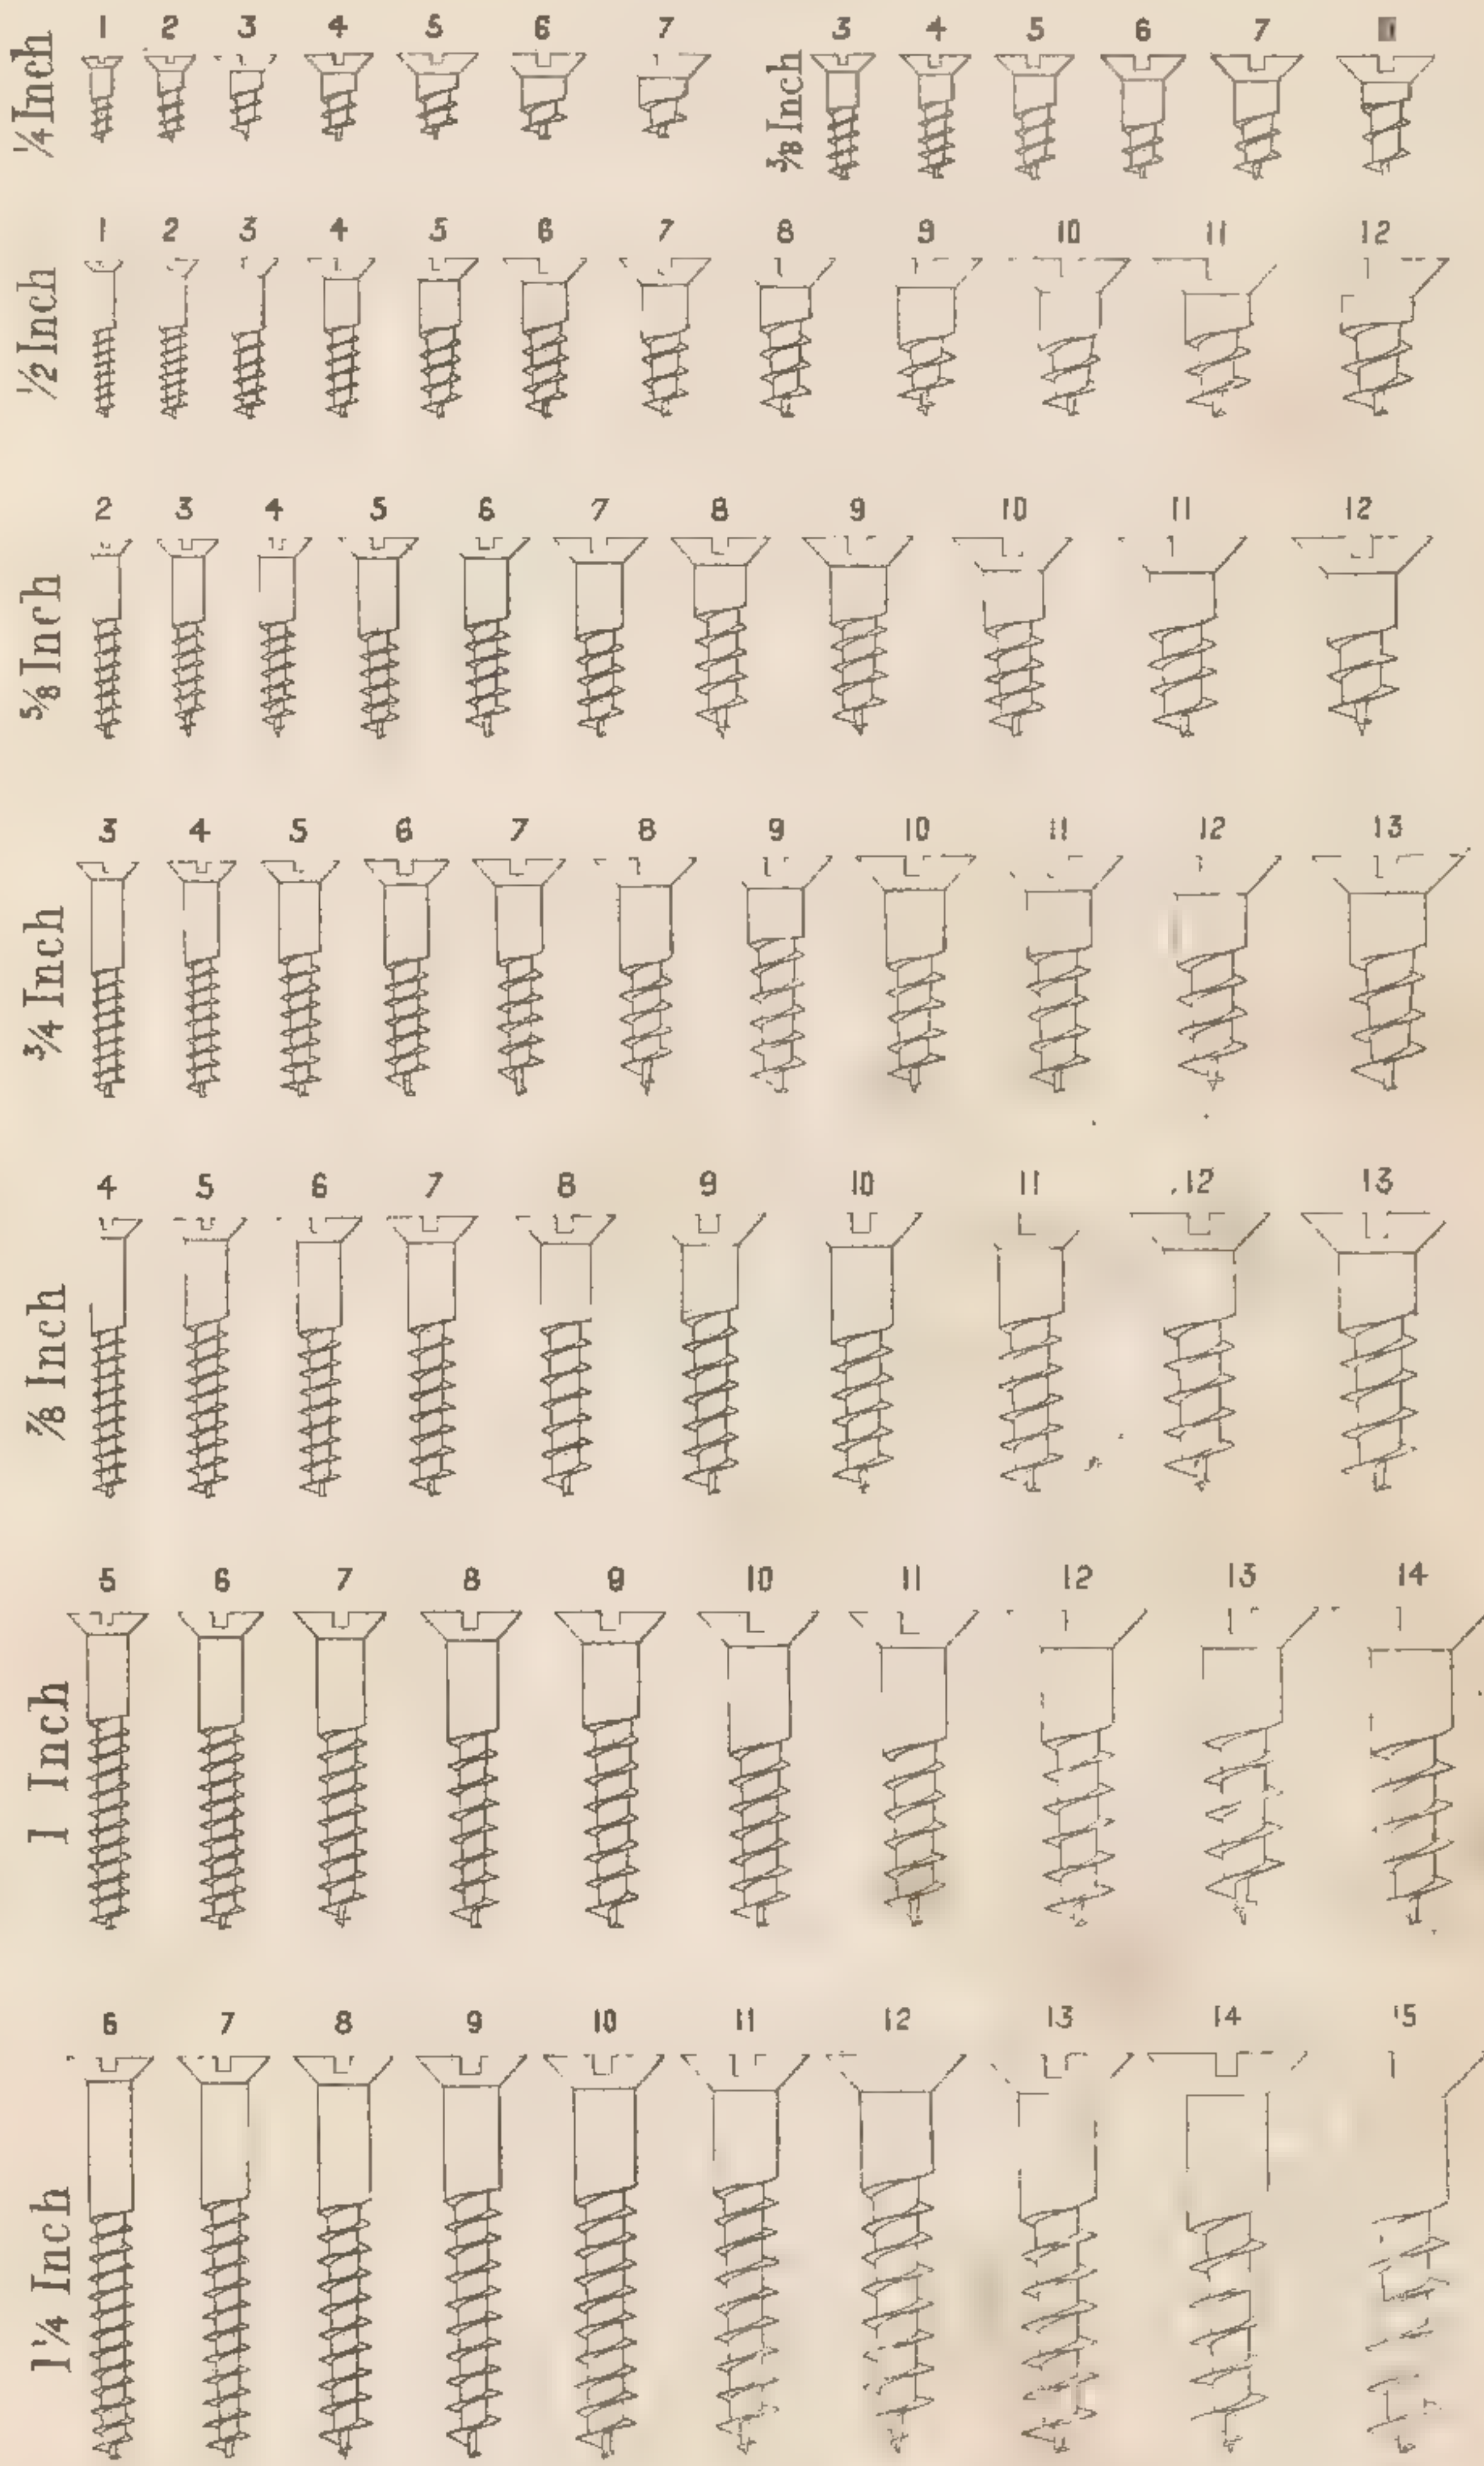 1/4 Inch 1 2 3 4 5 6 7
3/8 Inch 3 4 5 6 7
1/2 Inch 1 2 3 4 5 6 7 8 9 10 11 12
5/8 Inch 2 3 4 5 6 7 8 9 10 11 12
3/4 Inch 3 4 5 6 7 8 9 10 11 12 13
7/8 Inch 4 5 6 7 8 9 10 11 12 13
1 Inch 5 6 7 8 9 10 11 12 13 14
1 1/4 Inch 6 7 8 9 10 11 12 13 14 15